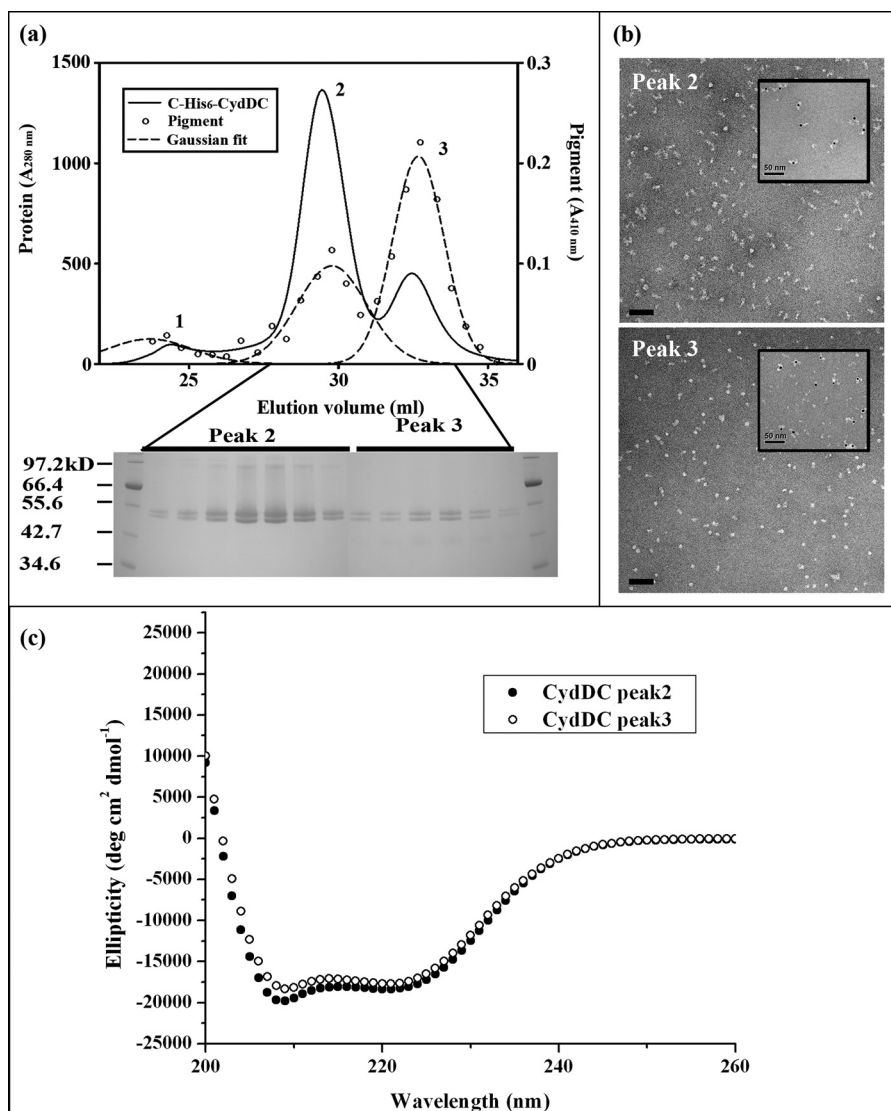 (a)
1500
1000
500
0
Protein (A280 nm)
C-His6-CydDC
Pigment
Gaussian fit
1
2
3
0.3
0.2
0.1
0
Pigment (A410 nm)
25
30
35
Elution volume (ml)
Peak 2
Peak 3
97.2kD
66.4
55.6
42.7
34.6
(b)
Peak 2
50 nm
Peak 3
50 nm
(c)
25000
20000
15000
10000
5000
0
-5000
-10000
-15000
-20000
-25000
Ellipticity (deg cm2 dmol-1)
CydDC peak2
CydDC peak3
200
220
240
260
Wavelength (nm)